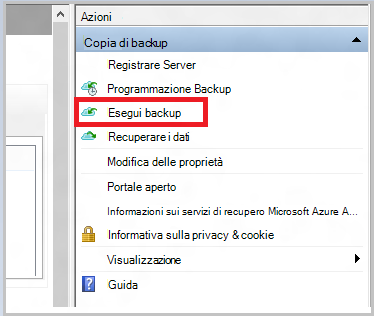 Azioni
Copia di backup
Registrare Server
Programmazione Backup
Esegui backup
Recuperare i dati
Modifica delle proprietà
Portale aperto
Informazioni sui servizi di recupero Microsoft Azure A...
Informativa sulla privacy & cookie
Visualizzazione
Guida